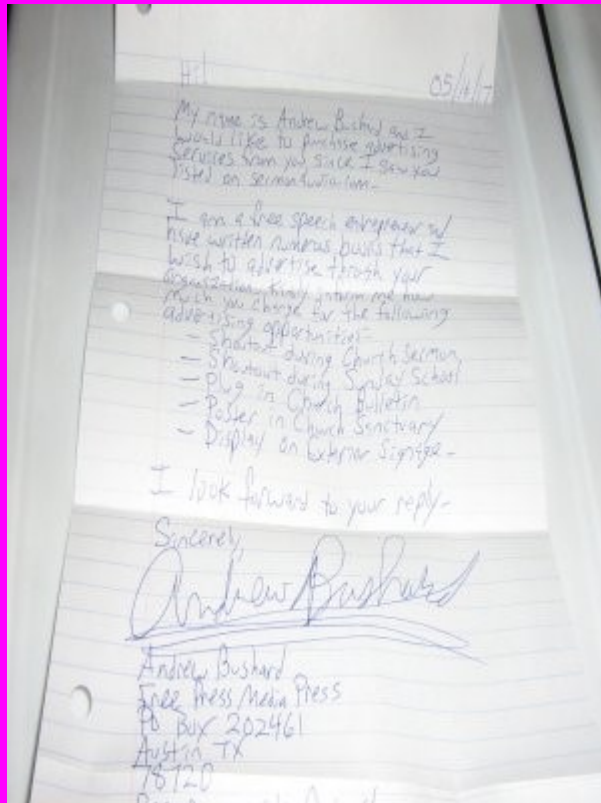 Hi!
05/16/17
My name is Andrew Bushard and I
would like to purchase advertising
services from you since I saw you
listed on sermonaudio.com.
I am a free speech entrepreneur and
have written numerous books that I
wish to advertise through your
organization. Kindly inform me how
much you charge for the following
advertising opportunities-
- Shoutout during Church Sermon
- Shoutout during Sunday School
- Plug in Church Bulletin
- Poster in Church Sanctuary
- Display on Exterior Signage-
I look forward to your reply-
Sincerely,
Andrew Bushard
Andrew Bushard
Free Press Media Press
PO Box 202461
Austin TX
78720